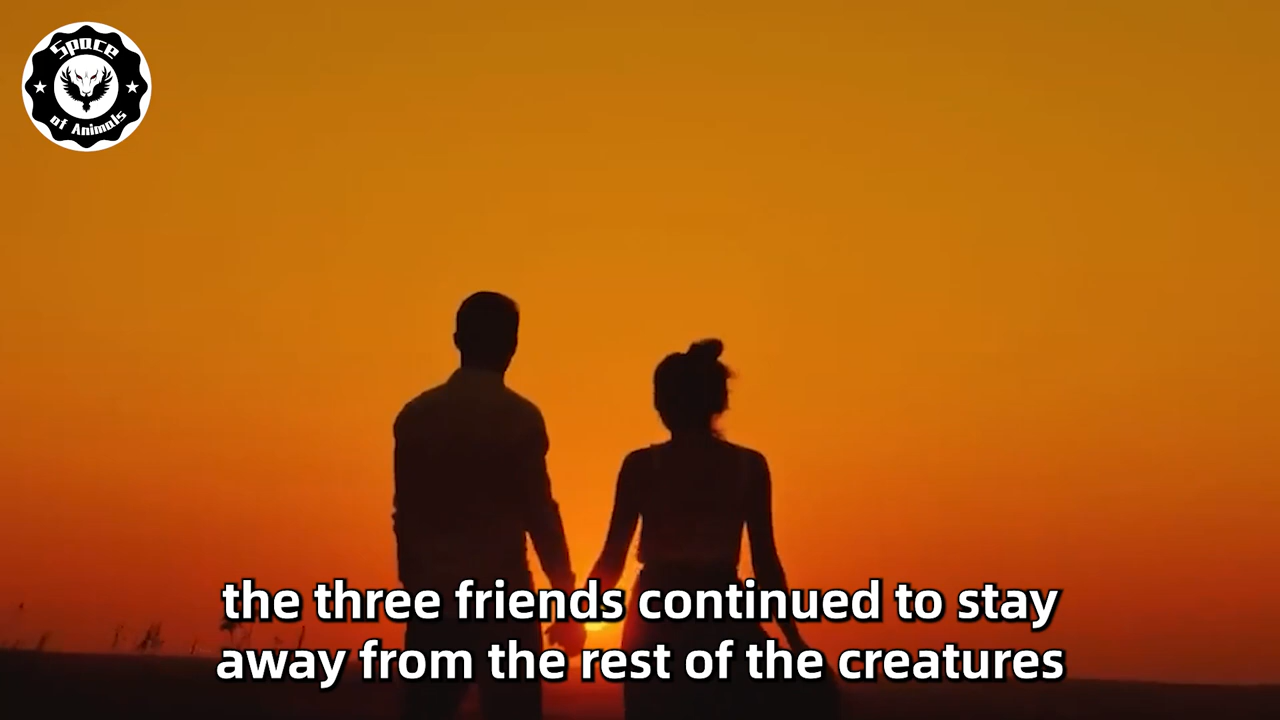 Space
of Animals
the three friends continued to stay
away from the rest of the creatures